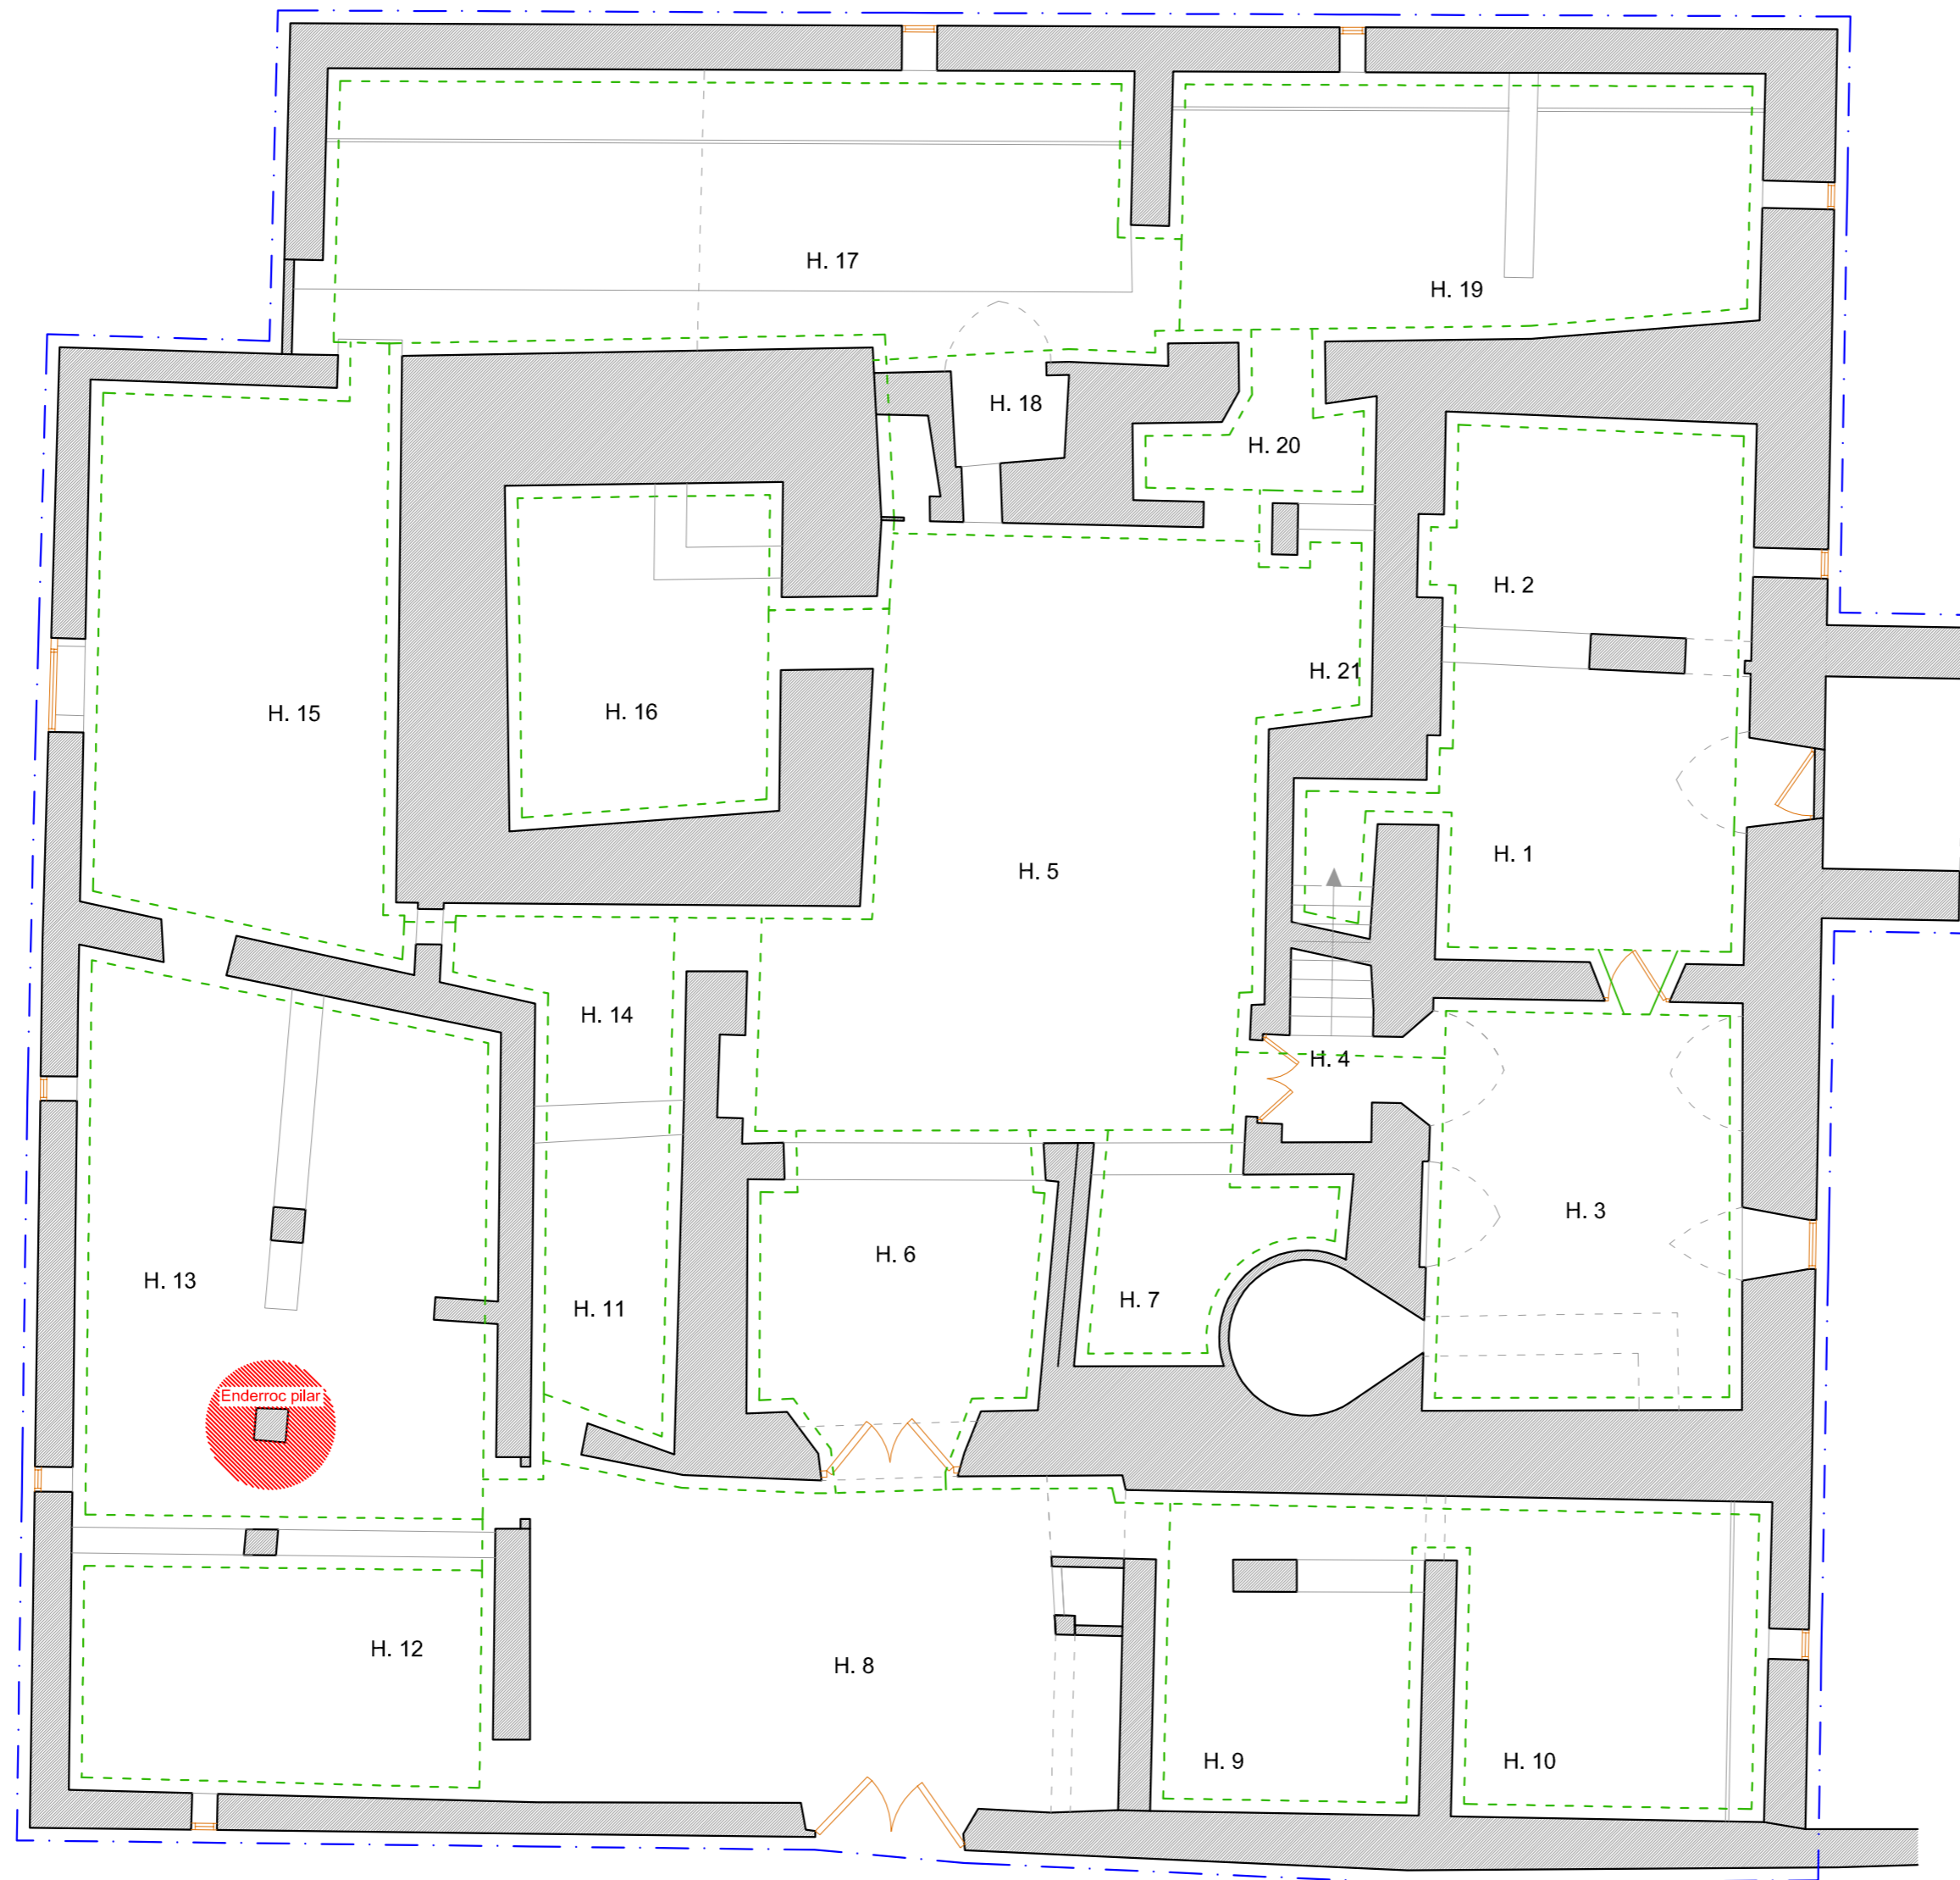 H. 17
H. 19
H. 18
H. 20
H. 2
H. 21
H. 15
H. 16
H. 1
H. 5
H. 14
H. 4
H. 3
H. 6
H. 13
H. 7
H. 11
Enderroc pilar
H. 12
H. 8
H. 9
H. 10